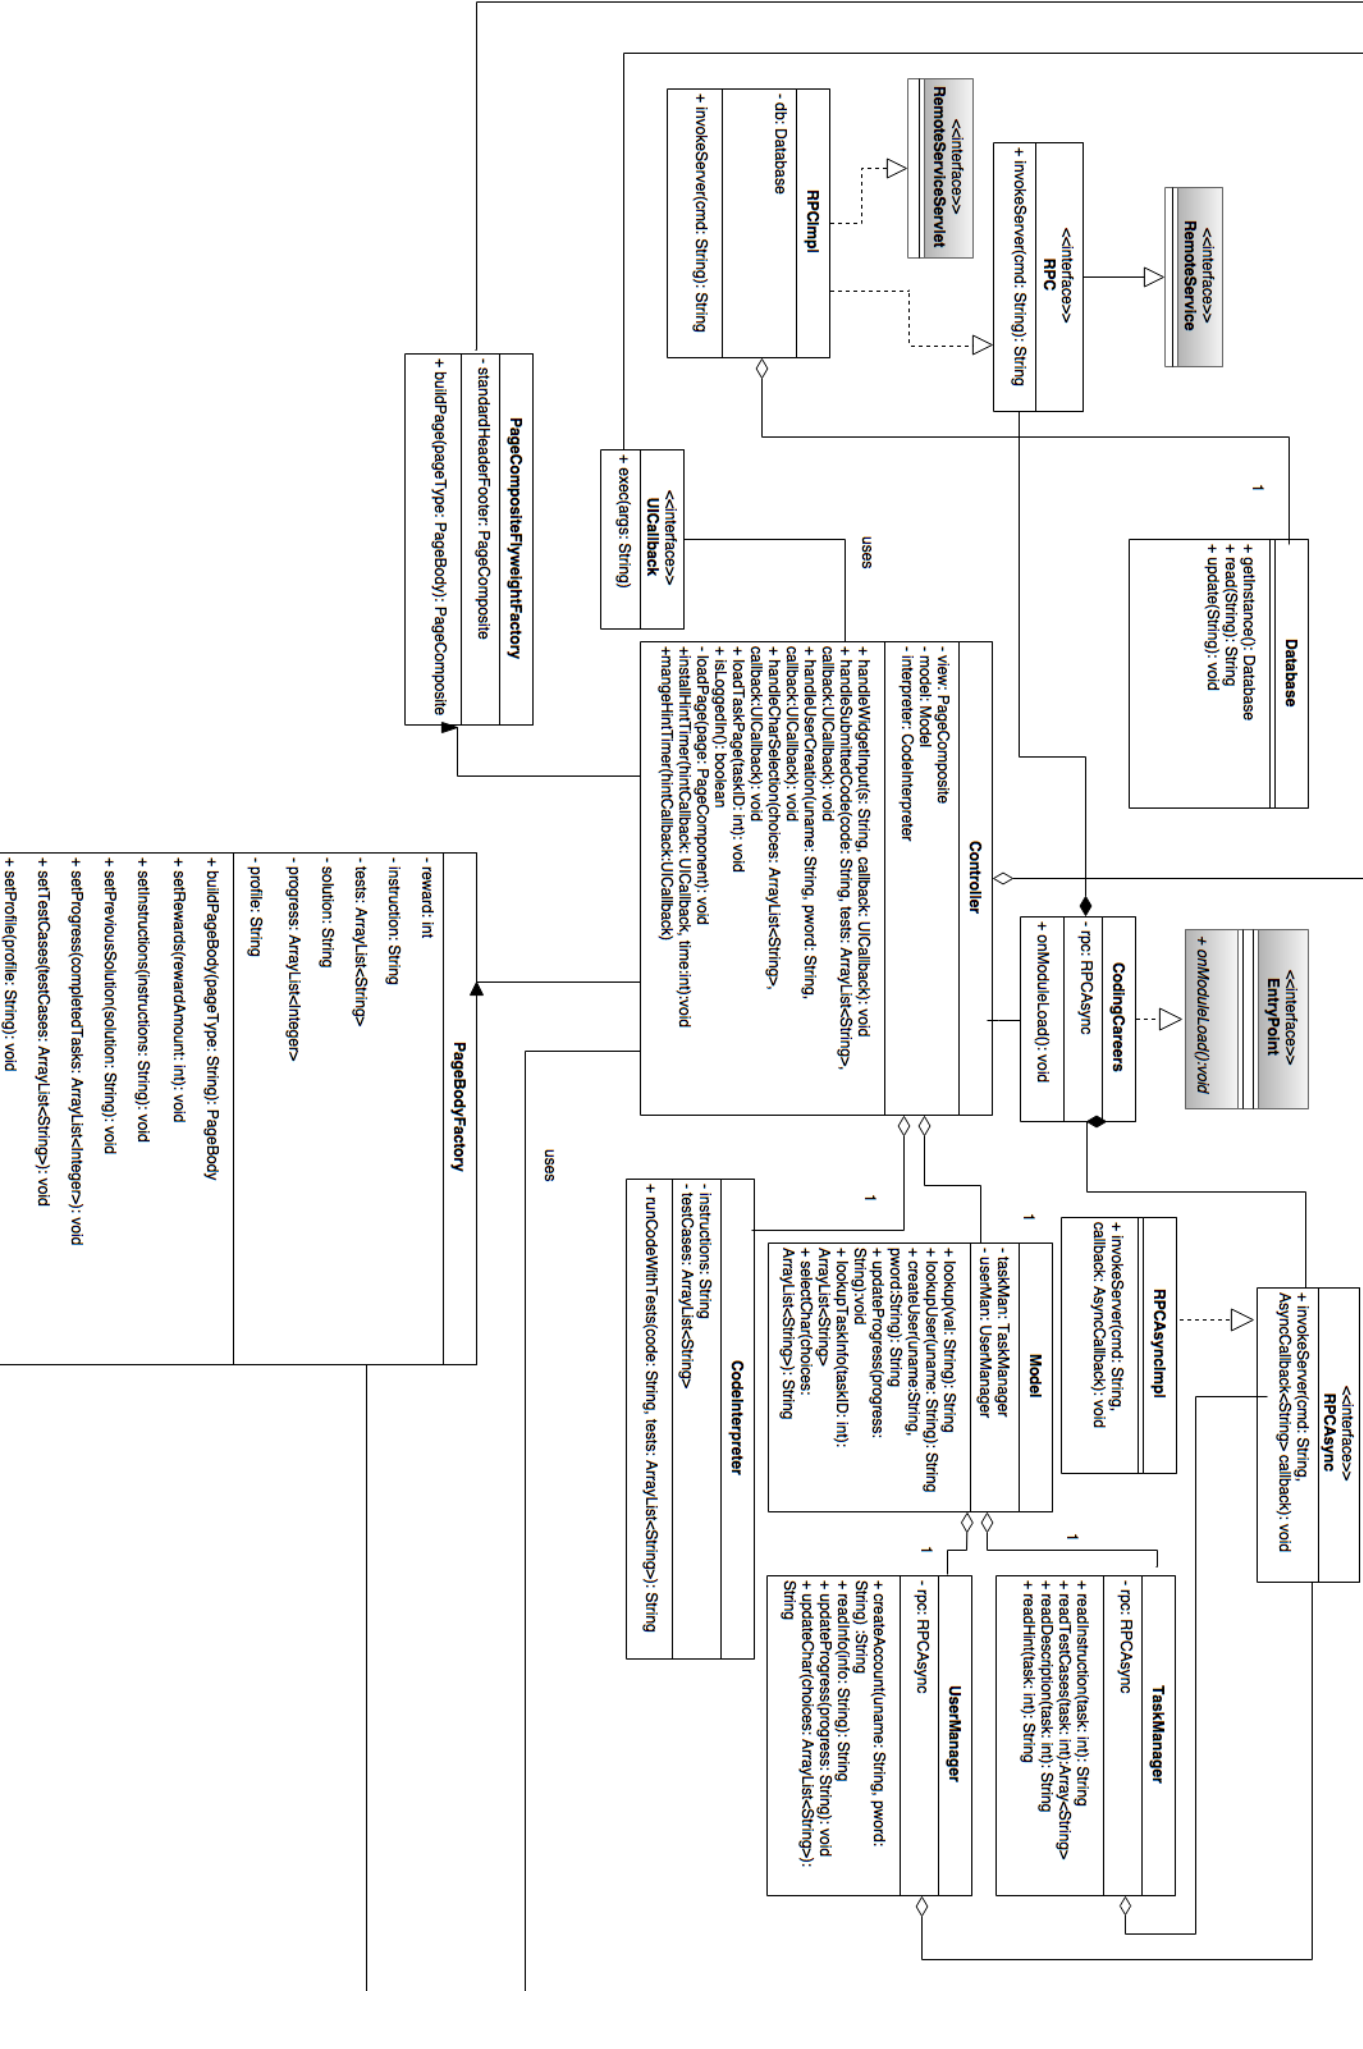 <<interface>>
RemoteService
<<interface>>
RPC
+ invokeServer(cmd: String): String
<<interface>>
RemoteServiceServlet
RPCImpl
- db: Database
+ invokeServer(cmd: String): String
1
Database
+ getInstance(): Database
+ read(String): String
+ update(String): void
<<interface>>
EntryPoint
+ onModuleLoad():void
CodingCareers
- rpc: RPCAsync
+ onModuleLoad(): void
<<interface>>
RPCAsync
+ invokeServer(cmd: String,
AsyncCallback<String> callback): void
RPCAsyncImpl
+ invokeServer(cmd: String,
callback: AsyncCallback): void
uses
<<interface>>
UICallback
+ exec(args: String)
Controller
- view: PageComposite
- model: Model
- interpreter: CodeInterpreter
+ handleWidgetInput(s: String, callback: UICallback): void
+ handleSubmittedCode(code: String, tests: ArrayList<String>,
callback:UICallback): void
+ handleUserCreation(uname: String, pword: String,
callback:UICallback): void
+ handleCharSelection(choices: ArrayList<String>,
callback:UICallback): void
+ loadTaskPage(taskID: int): void
+ isLoggedIn(): boolean
- loadPage(page: PageComponent): void
+installHintTimer(hintCallback: UICallback, time:int):void
+mangeHintTimer(hintCallback:UICallback)
1
Model
- taskMan: TaskManager
- userMan: UserManager
+ lookup(val: String): String
+ lookupUser(uname: String): String
+ createUser(uname:String,
pword:String): String
+ updateProgress(progress:
String):void
+ lookupTaskInfo(taskID: int):
ArrayList<String>
+ selectChar(choices:
ArrayList<String>): String
1
TaskManager
- rpc: RPCAsync
+ readInstruction(task: int): String
+ readTestCases(task: int):Array<String>
+ readDescription(task: int): String
+ readHint(task: int): String
1
UserManager
- rpc: RPCAsync
+ createAccount(uname: String, pword:
String) :String
+ readInfo(info: String): String
+ updateProgress(progress: String): void
+ updateChar(choices: ArrayList<String>):
String
1
CodeInterpreter
- instructions: String
- testCases: ArrayList<String>
+ runCodeWithTests(code: String, tests: ArrayList<String>): String
PageCompositeFlyweightFactory
- standardHeaderFooter: PageComposite
+ buildPage(pageType: PageBody): PageComposite
uses
PageBodyFactory
- reward: int
- instruction: String
- tests: ArrayList<String>
- solution: String
- progress: ArrayList<Integer>
- profile: String
+ buildPageBody(pageType: String): PageBody
+ setRewards(rewardAmount: int): void
+ setInstructions(instructions: String): void
+ setPreviousSolution(solution: String): void
+ setProgress(completedTasks: ArrayList<Integer>): void
+ setTestCases(testCases: ArrayList<String>): void
+ setProfile(profile: String): void